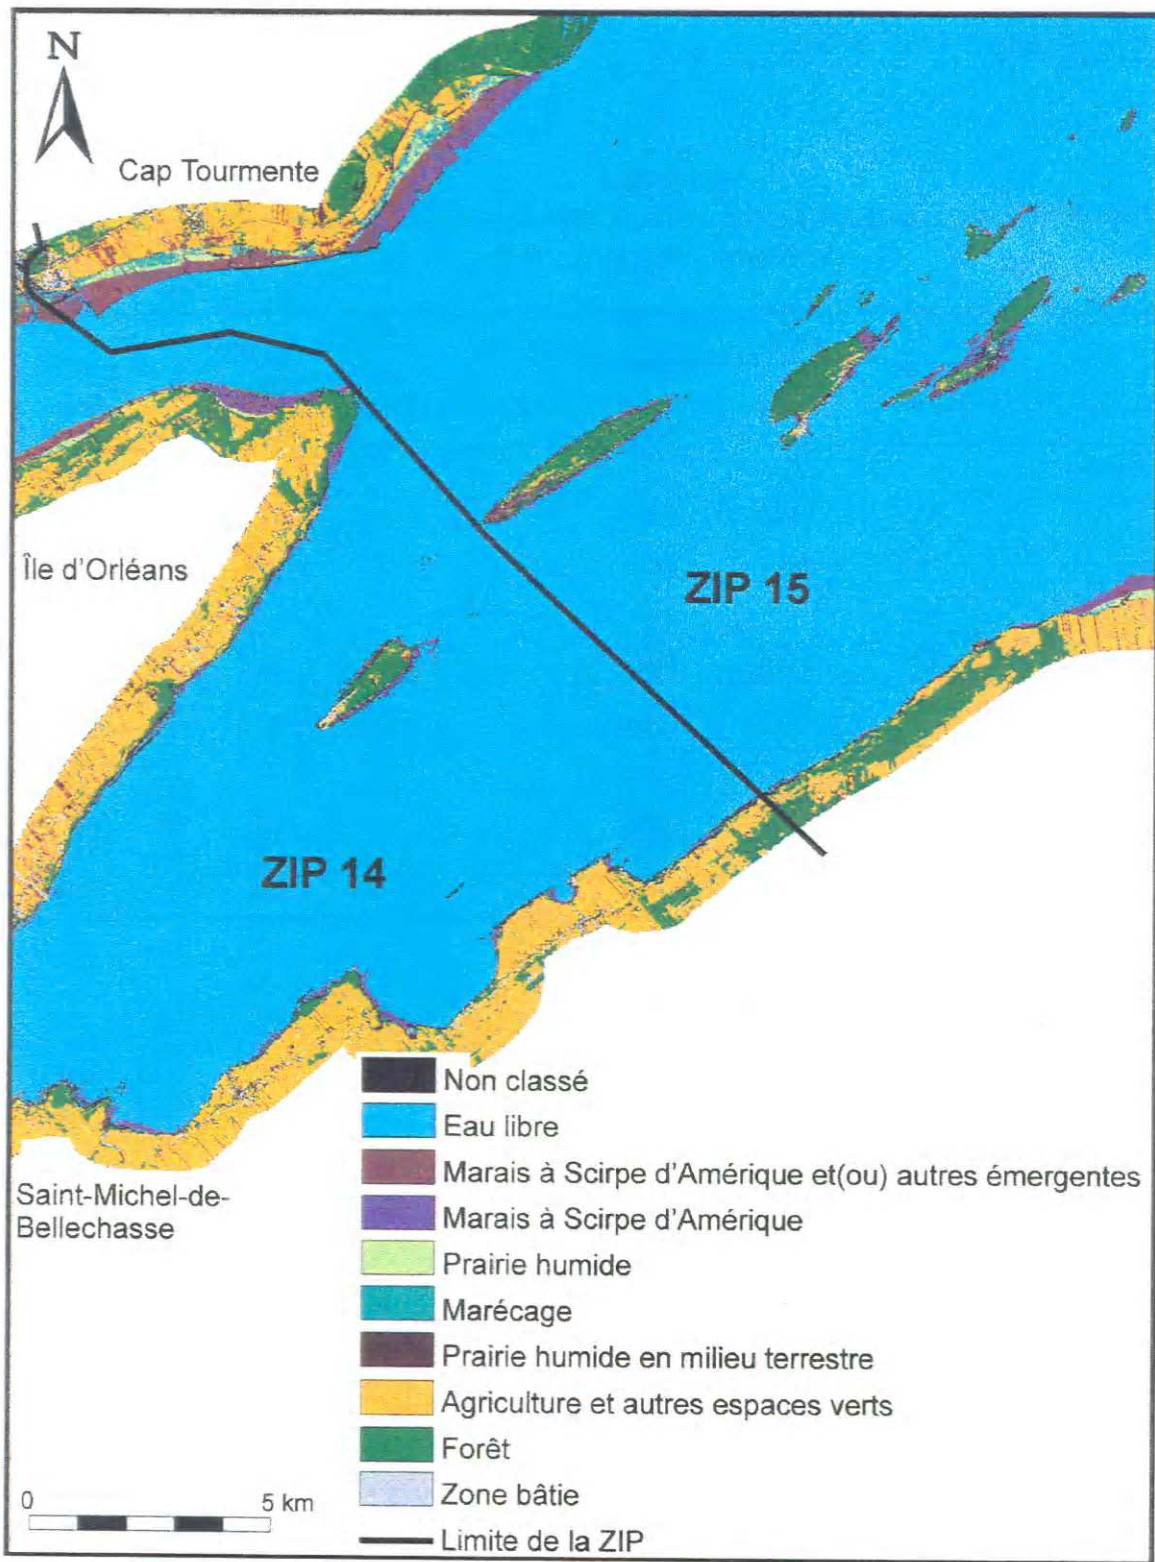 N
Cap Tourmente
Île d'Orléans
ZIP 15
ZIP 14
Saint-Michel-de-
Bellechasse
Non classé
Eau libre
Marais à Scirpe d'Amérique et(ou) autres émergentes
Marais à Scirpe d'Amérique
Prairie humide
Marécage
Prairie humide en milieu terrestre
Agriculture et autres espaces verts
Forêt
Zone bâtie
Limite de la ZIP
0 5 km